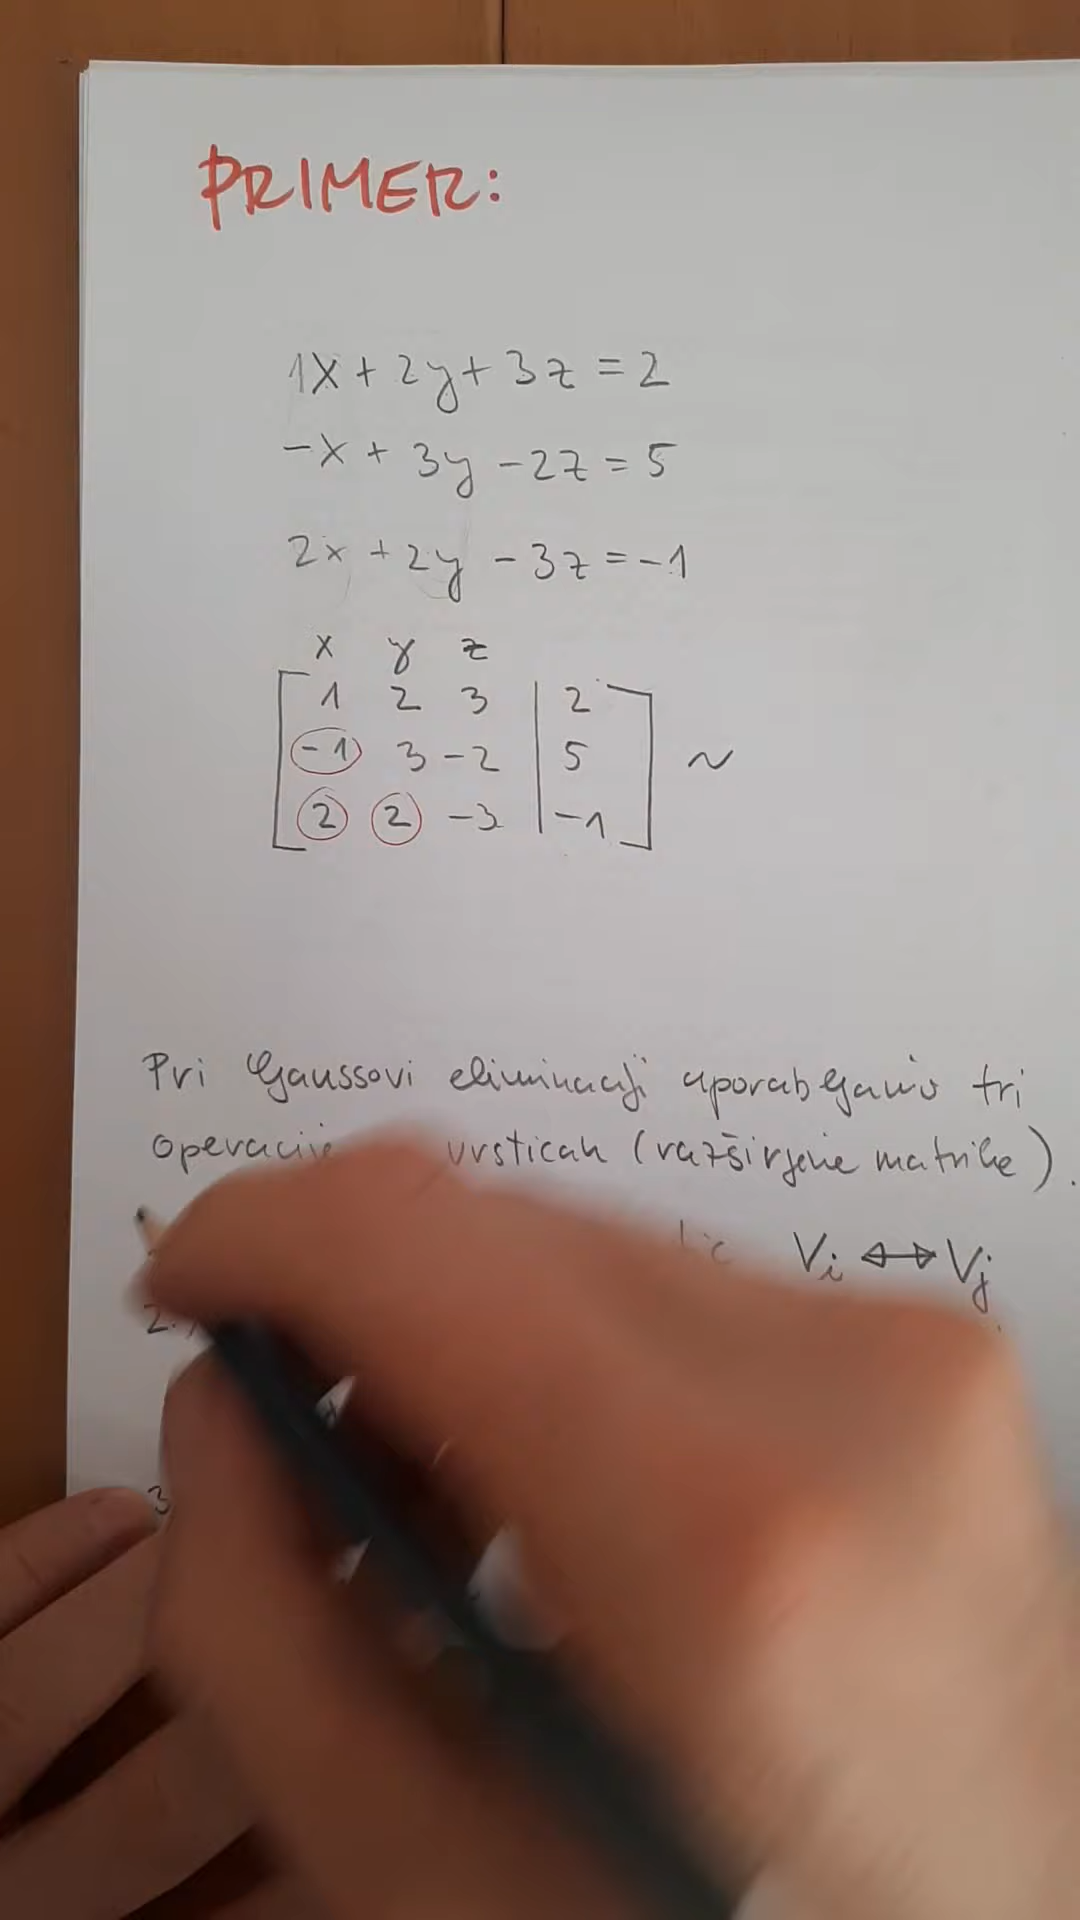 PRIMER:
1x + 2y + 3z = 2
-x + 3y - 2z = 5
2x + 2y - 3z = -1
x y z
1 2 3 | 2
-1 3 -2 | 5 ~
2 2 -3 | -1
Pri Gaussovi eliminaciji uporabljamo tri
operacije vrsticah (razširjene matrike).
Vi ↔ Vj
2.
3